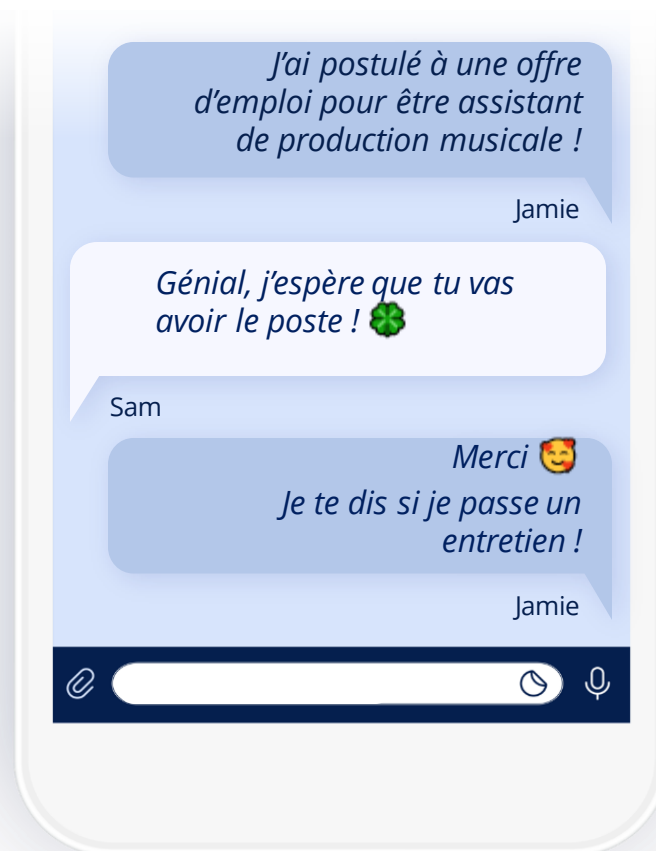 J’ai postulé à une offre
d’emploi pour être assistant
de production musicale !
Jamie
Génial, j’espère que tu vas
avoir le poste ! 🍀
Sam
Merci 🥰
Je te dis si je passe un
entretien !
Jamie